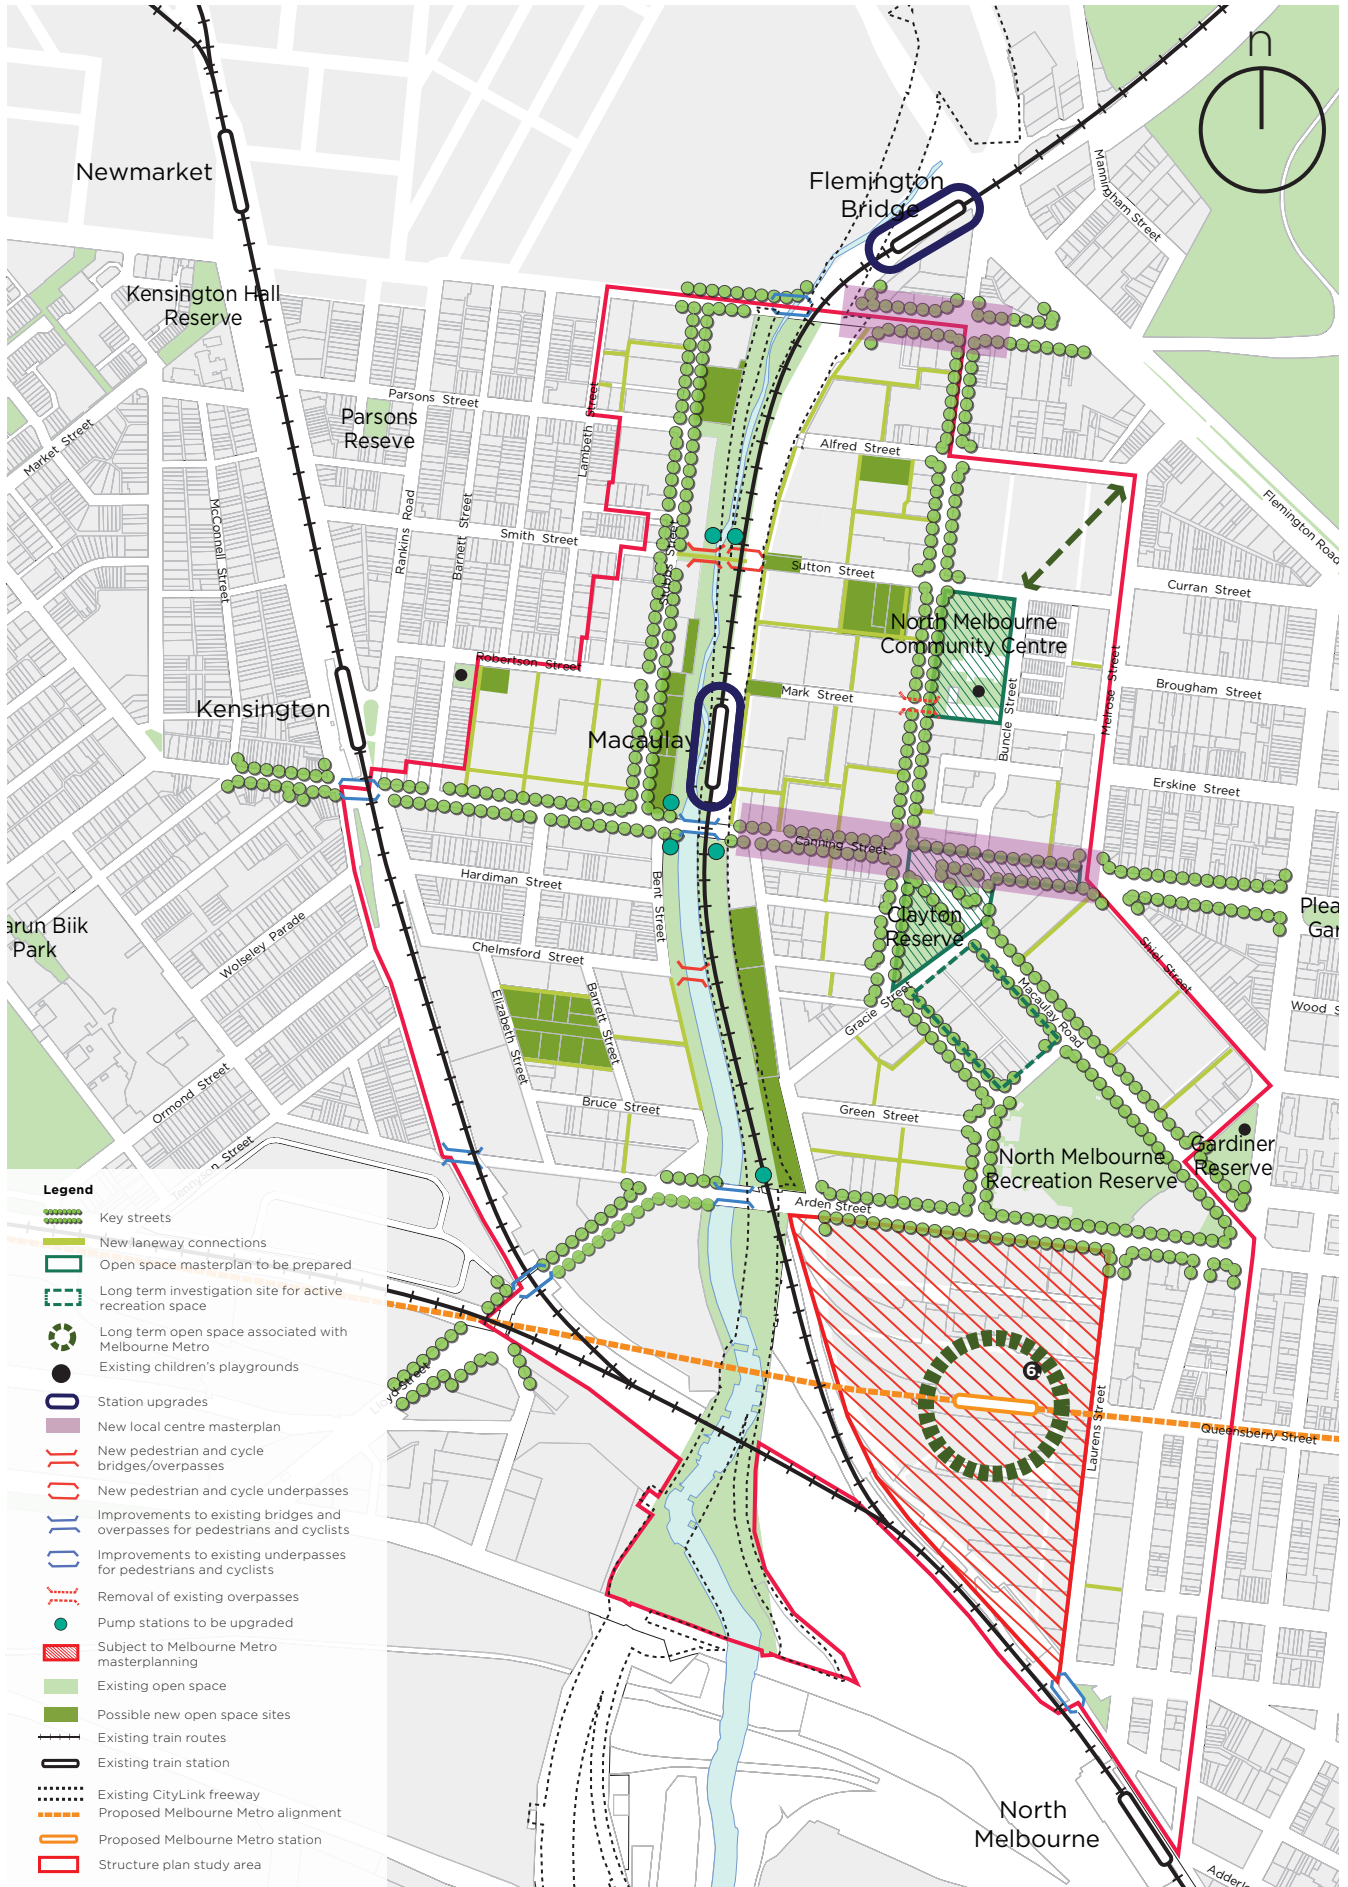 n
Newmarket
Flemington
Bridge
Manningham Street
Kensington Hall
Reserve
Parsons Street
Parsons
Reseve
Market Street
Lambeth Street
Alfred Street
McConnell Street
Rankins Road
Barnett Street
Smith Street
Stubbs Street
Sutton Street
Flemington Road
Curran Street
North Melbourne
Community Centre
Robertson Street
Mark Street
Buncle Street
Melrose Street
Brougham Street
Kensington
Macaulay
Erskine Street
Canning Street
Hardiman Street
Bent Street
Clayton
Reserve
arun Biik
Park
Plea
Gar
Wolseley Parade
Chelmsford Street
Shiel Street
Elizabeth Street
Barrett Street
Gracie Street
Macaulay Road
Wood S
Ormond Street
Bruce Street
Green Street
Gardiner
Reserve
Tennyson Street
North Melbourne
Recreation Reserve
Arden Street
6
Lloyd Street
Laurens Street
Queensberry Street
North
Melbourne
Legend
Key streets
New laneway connections
Open space masterplan to be prepared
Long term investigation site for active
recreation space
Long term open space associated with
Melbourne Metro
Existing children's playgrounds
Station upgrades
New local centre masterplan
New pedestrian and cycle
bridges/overpasses
New pedestrian and cycle underpasses
Improvements to existing bridges and
overpasses for pedestrians and cyclists
Improvements to existing underpasses
for pedestrians and cyclists
Removal of existing overpasses
Pump stations to be upgraded
Subject to Melbourne Metro
masterplanning
Existing open space
Possible new open space sites
Existing train routes
Existing train station
Existing CityLink freeway
Proposed Melbourne Metro alignment
Proposed Melbourne Metro station
Structure plan study area